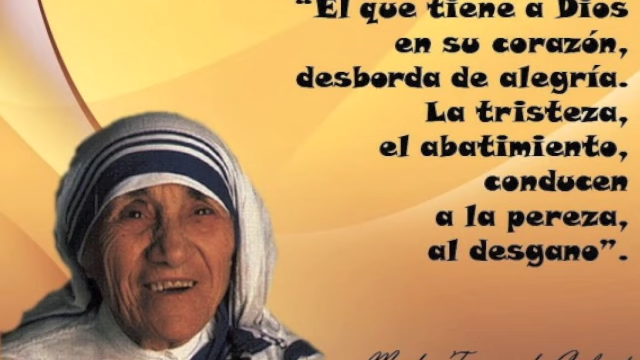 “El que tiene a Dios
en su corazón,
desborda de alegría.
La tristeza,
el abatimiento,
conducen
a la pereza,
al desgano”.